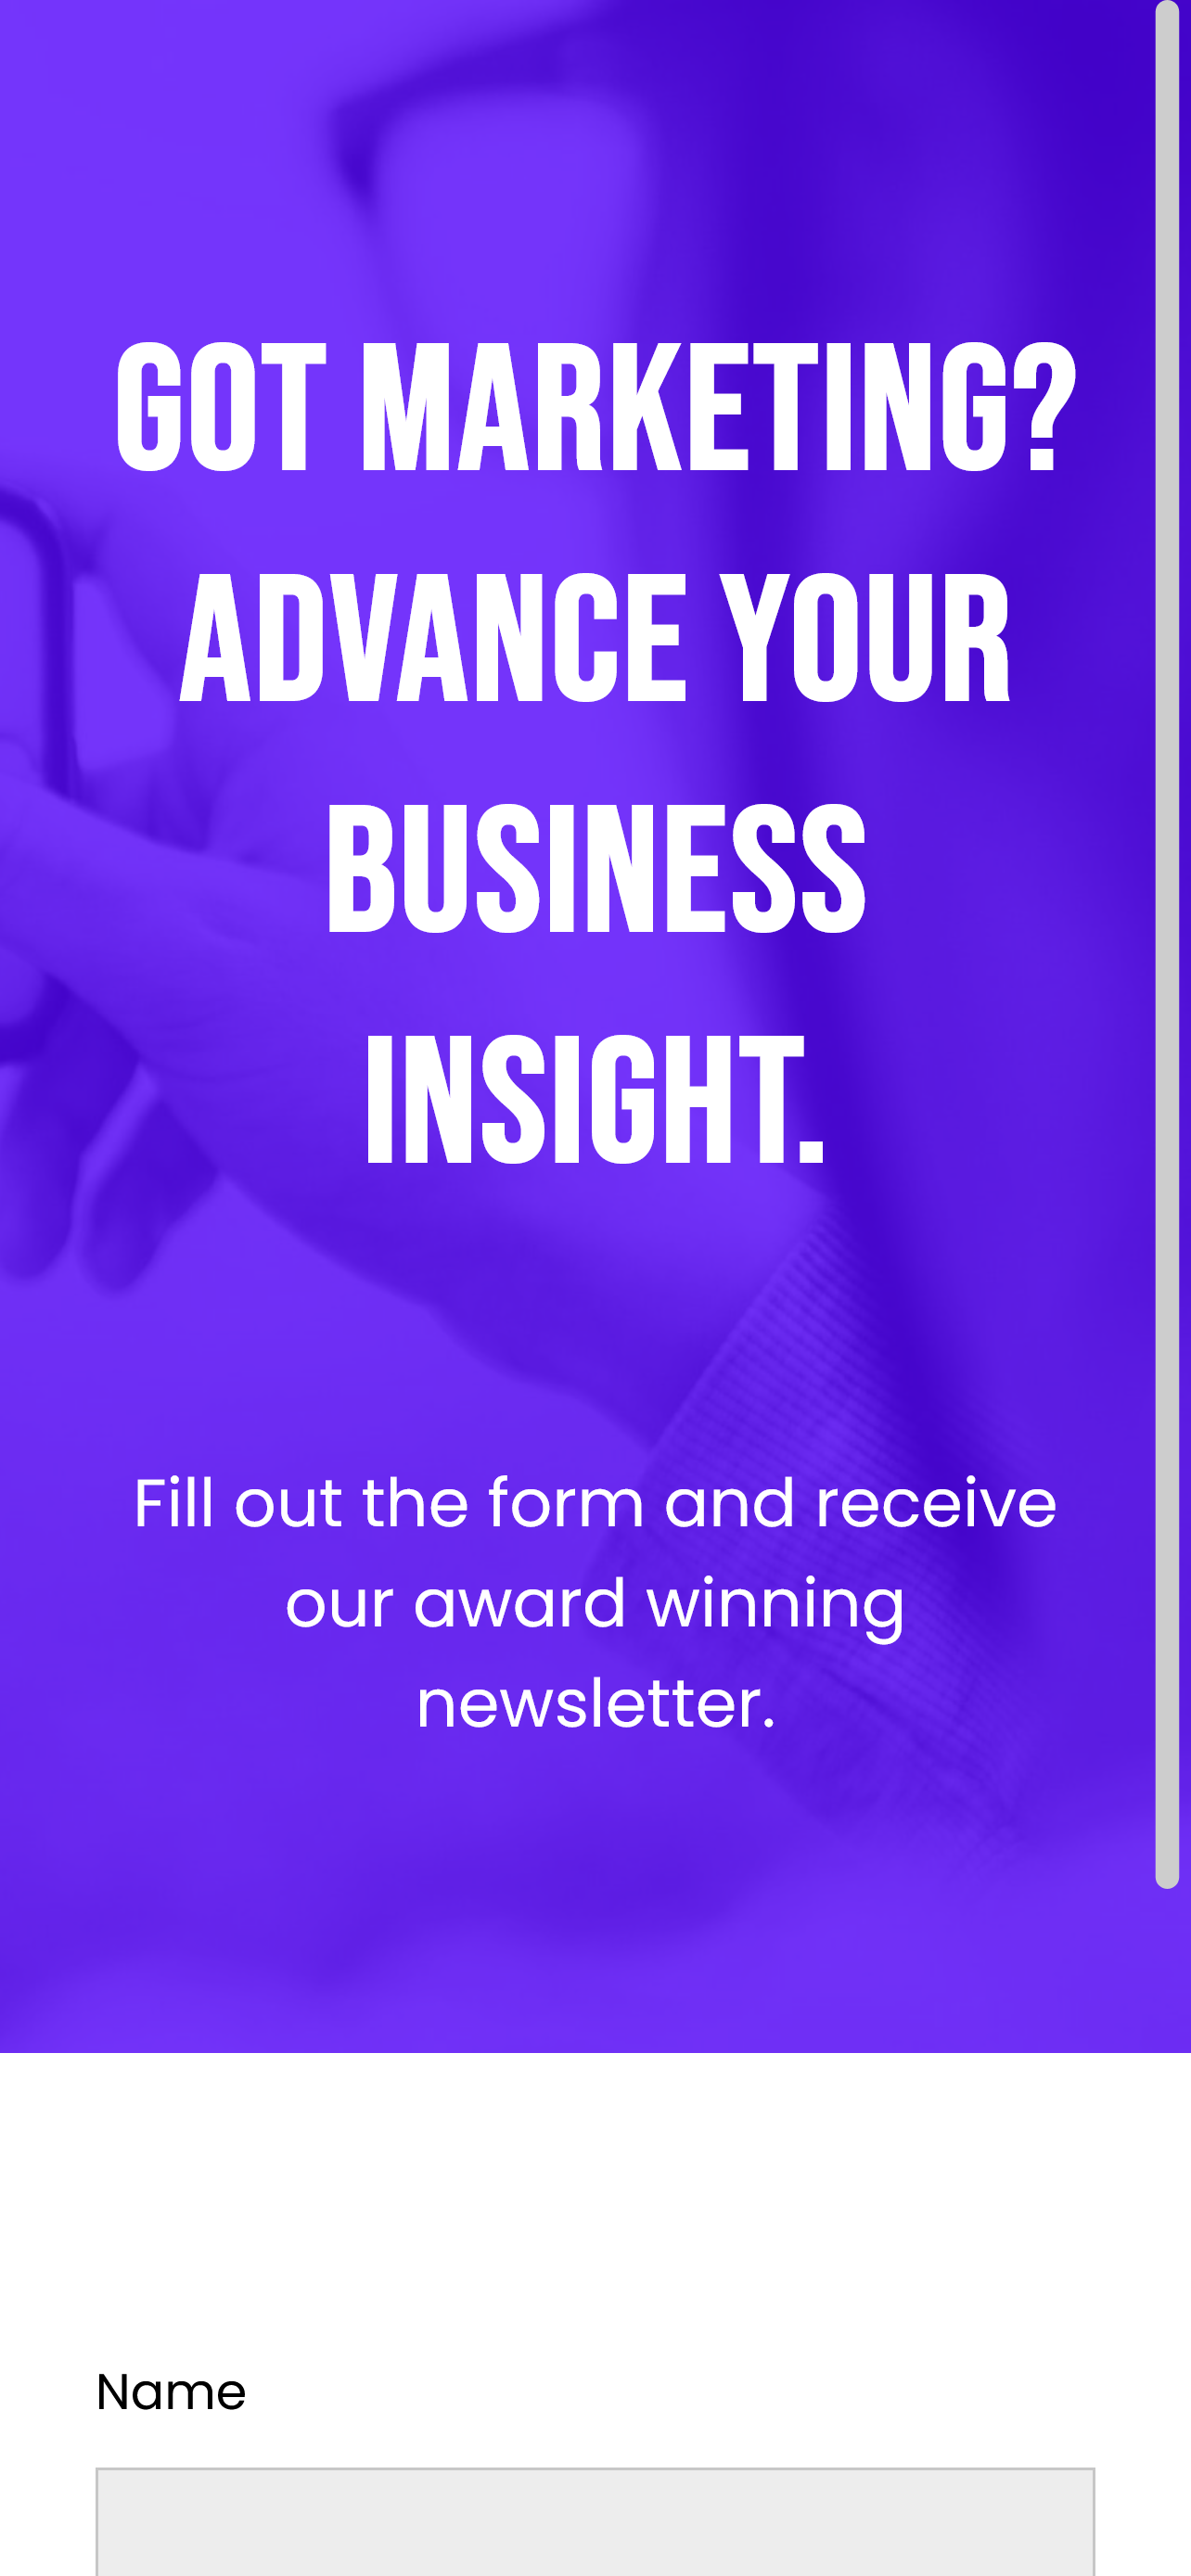 GOT MARKETING?
ADVANCE YOUR
BUSINESS
INSIGHT.
Fill out the form and receive
our award winning
newsletter.
Name